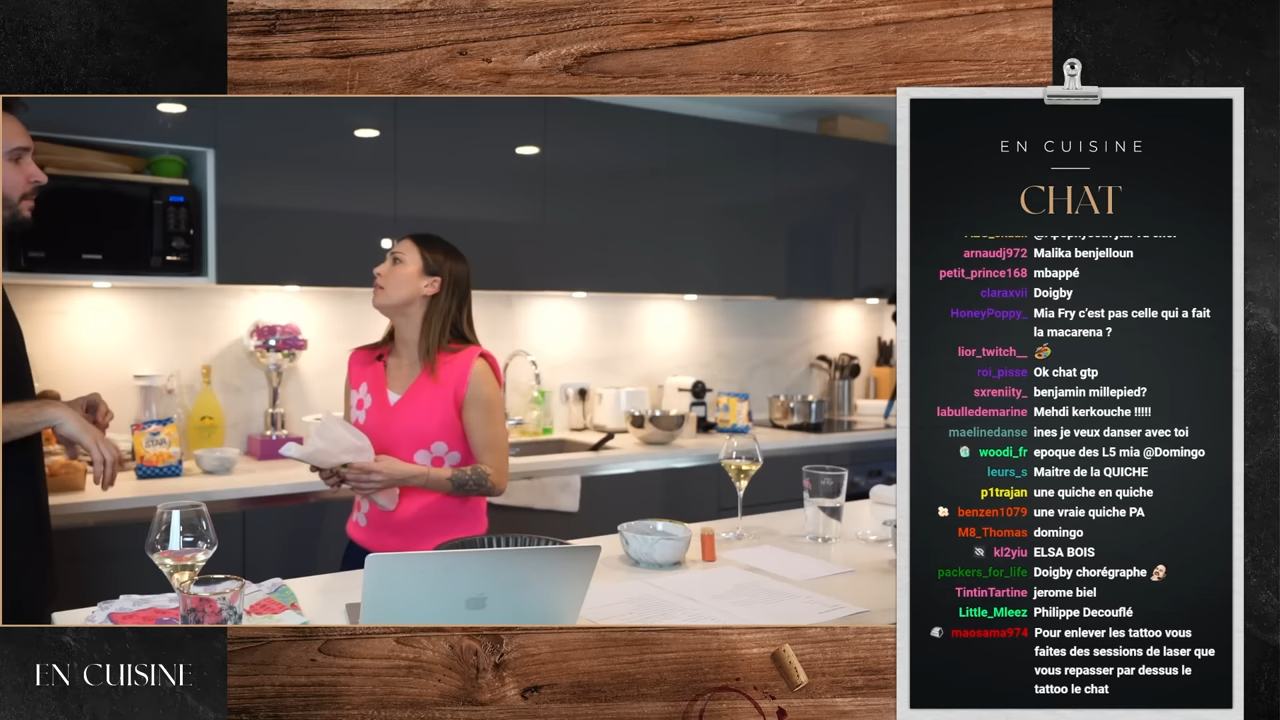 EN CUISINE
CHAT
arnaudj972 Malika benjelloun
petit_prince168 mbappé
claraxvii Doigby
HoneyPoppy_ Mia Fry c'est pas celle qui a fait
la macarena ?
lior_twitch__
roi_pisse Ok chat gtp
sxreniity_ benjamin millepied?
labulledemarine Mehdi kerkouche !!!!!
maelinedanse ines je veux danser avec toi
woodi_fr epoque des L5 mia @Domingo
leurs_s Maitre de la QUICHE
p1trajan une quiche en quiche
benzen1079 une vraie quiche PA
M8_Thomas domingo
kl2yiu ELSA BOIS
packers_for_life Doigby chorégraphe
TintinTartine jerome biel
Little_Mleez Philippe Decouflé
maosama974 Pour enlever les tattoo vous
faites des sessions de laser que
vous repasser par dessus le
tattoo le chat
EN CUISINE